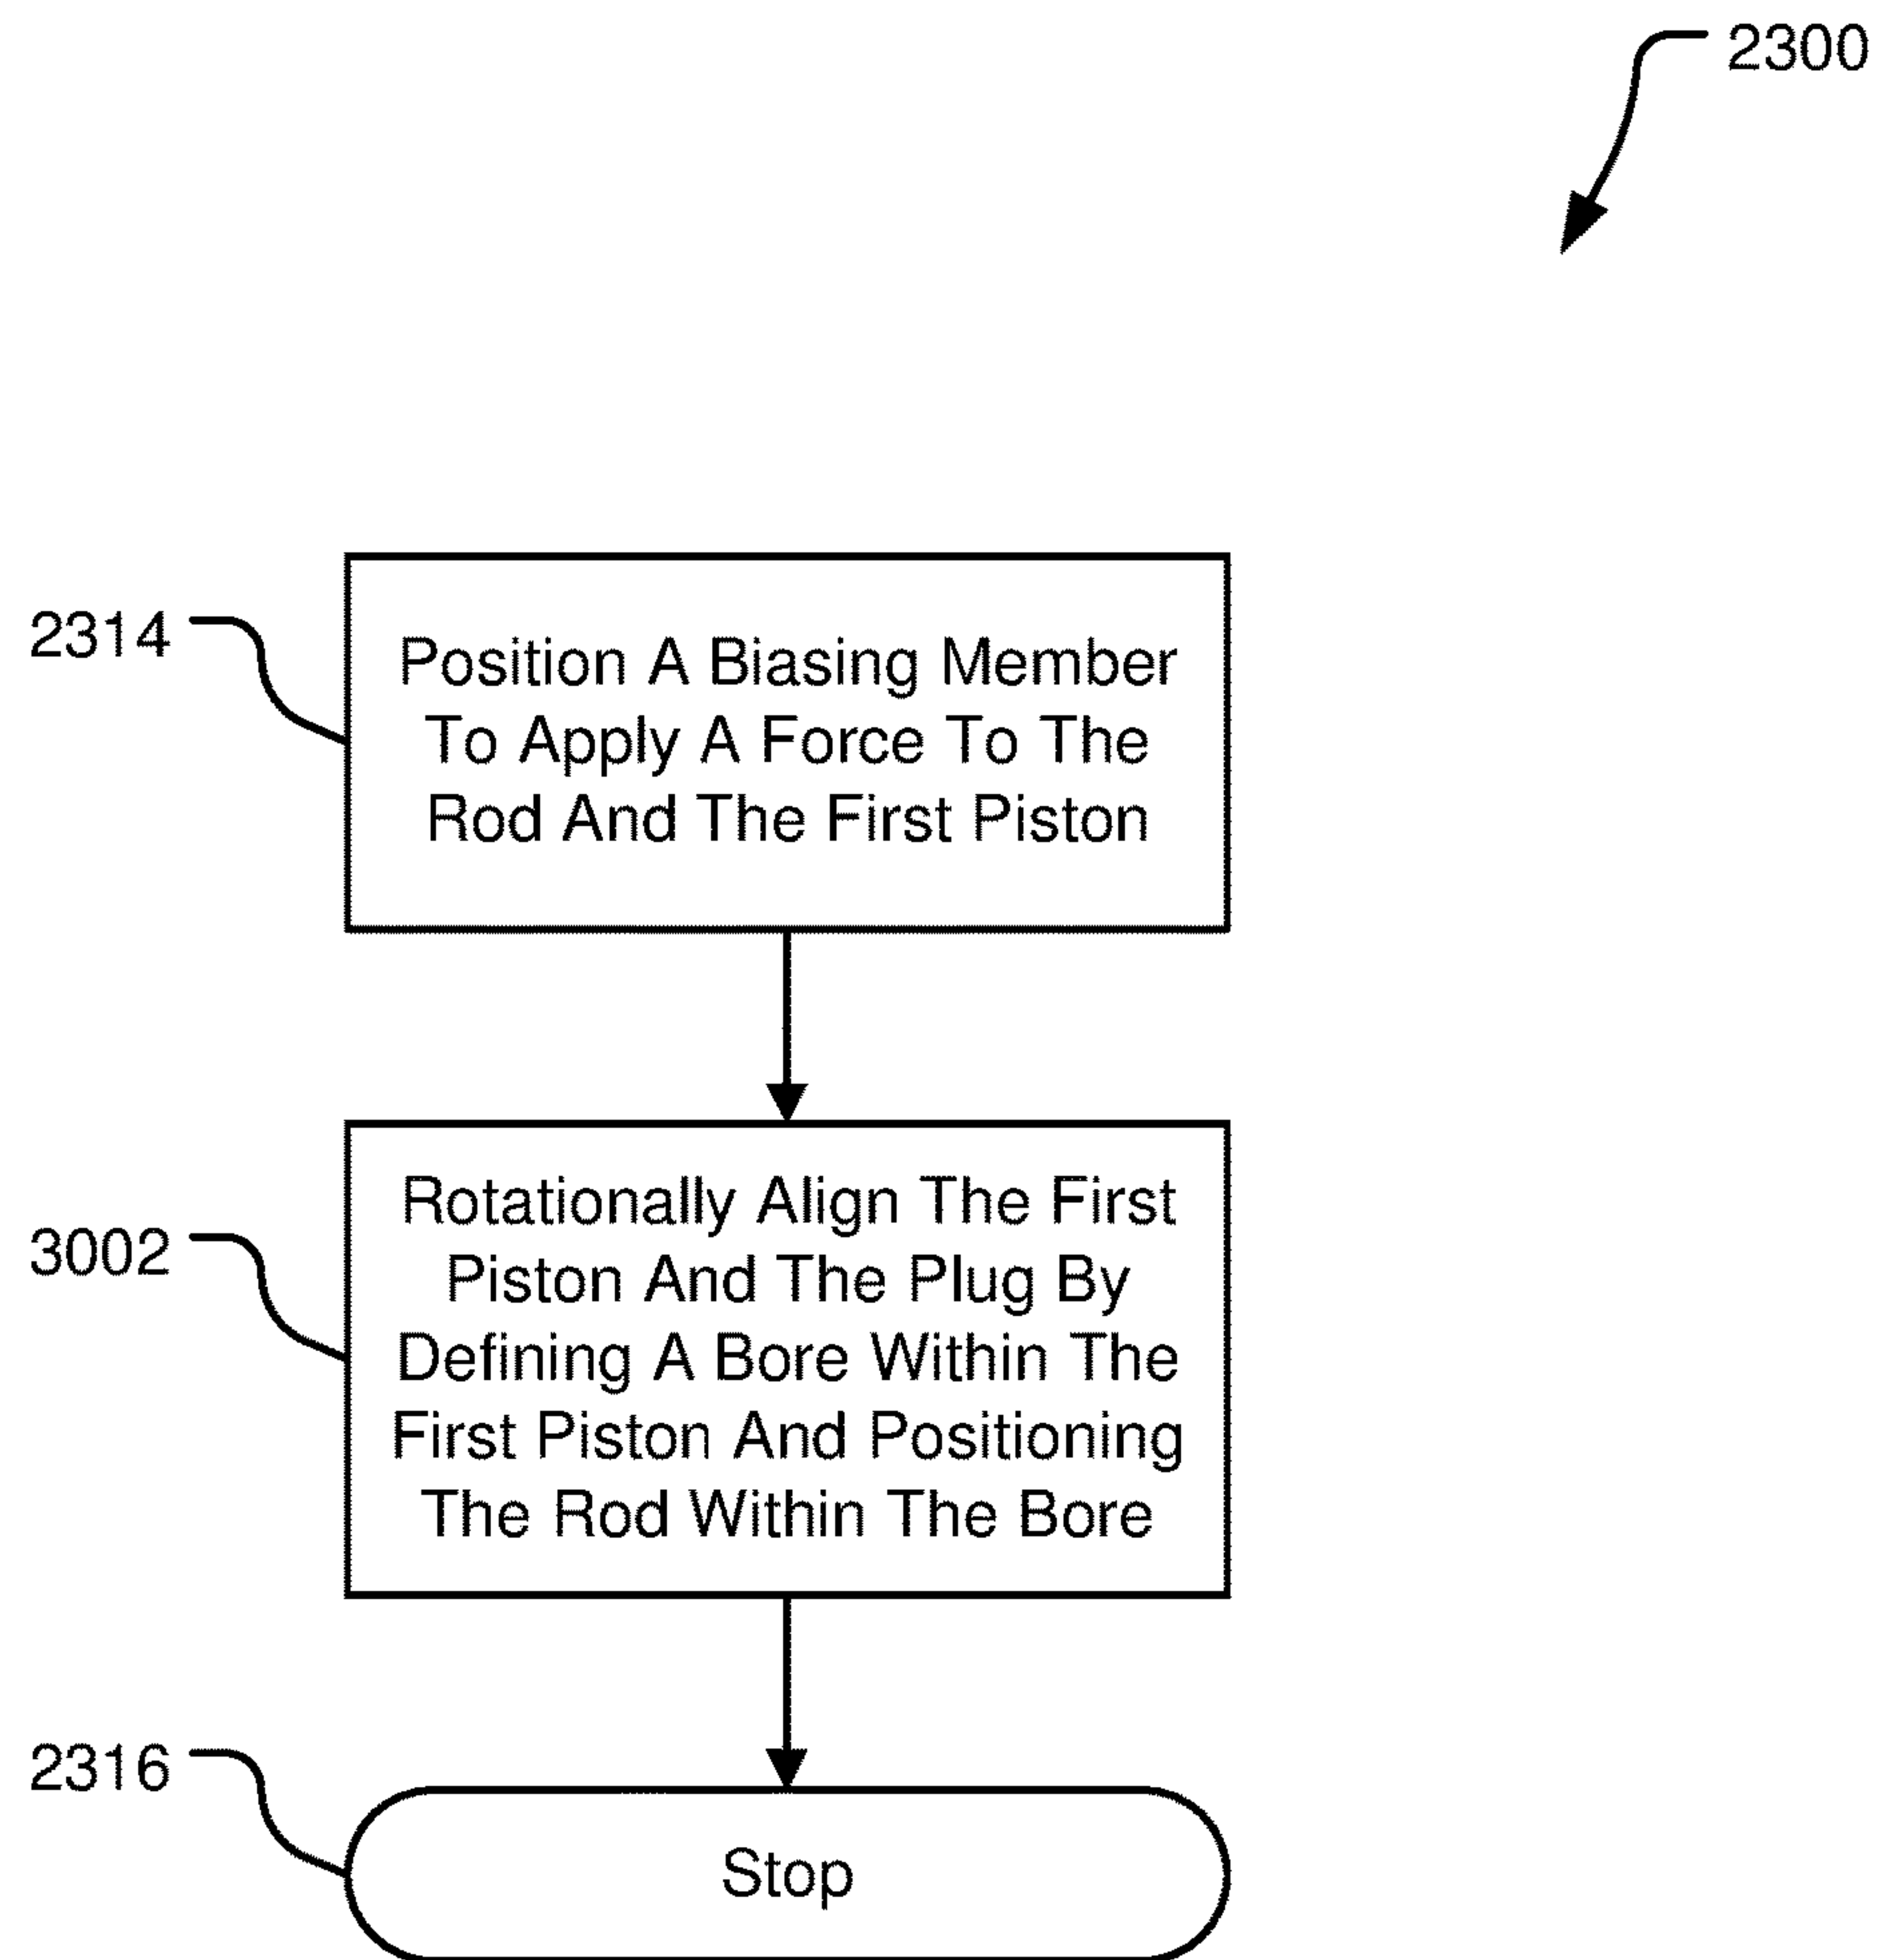 2300
2314
Position A Biasing Member
To Apply A Force To The
Rod And The First Piston
3002
Rotationally Align The First
Piston And The Plug By
Defining A Bore Within The
First Piston And Positioning
The Rod Within The Bore
2316
Stop